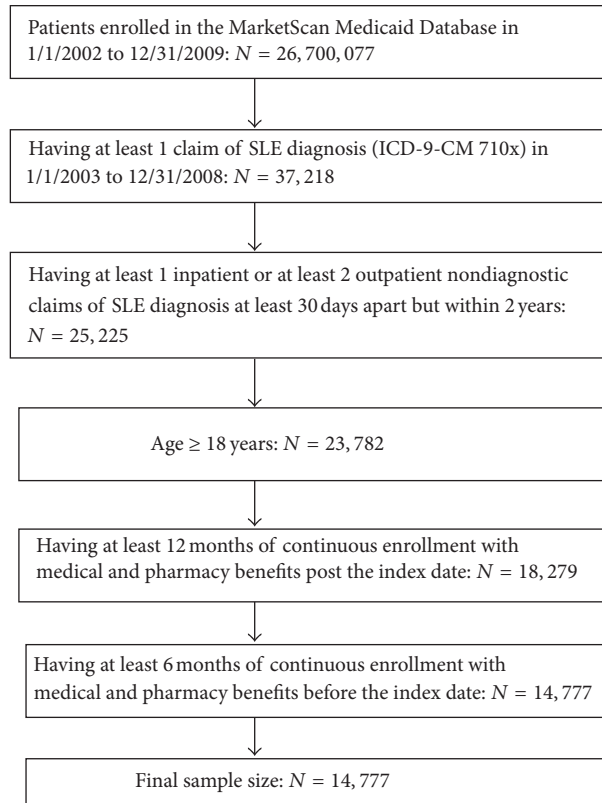 Patients enrolled in the MarketScan Medicaid Database in
1/1/2002 to 12/31/2009: N = 26, 700, 077
Having at least 1 claim of SLE diagnosis (ICD-9-CM 710x) in
1/1/2003 to 12/31/2008: N = 37, 218
Having at least 1 inpatient or at least 2 outpatient nondiagnostic
claims of SLE diagnosis at least 30 days apart but within 2 years:
N = 25, 225
Age ≥ 18 years: N = 23, 782
Having at least 12 months of continuous enrollment with
medical and pharmacy benefits post the index date: N = 18, 279
Having at least 6 months of continuous enrollment with
medical and pharmacy benefits before the index date: N = 14, 777
Final sample size: N = 14, 777